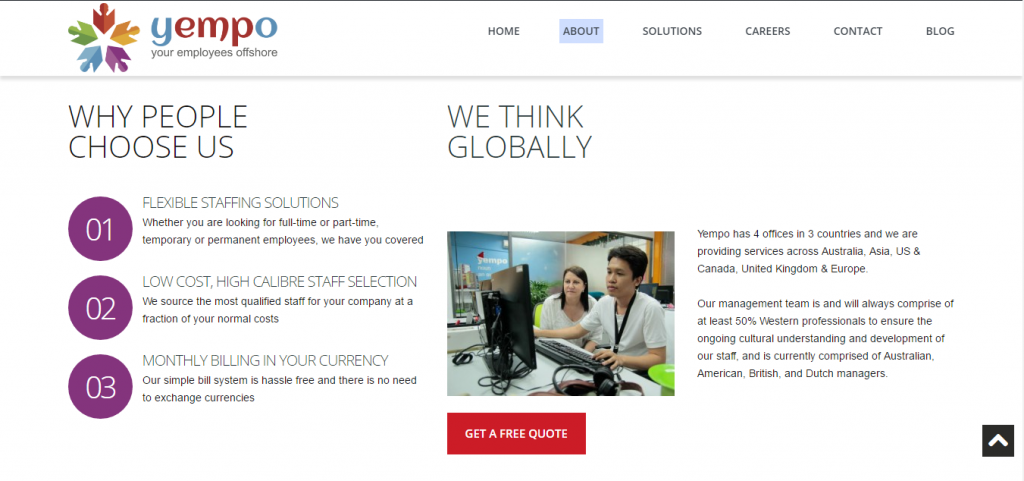 yempo
your employees offshore
HOME
ABOUT
SOLUTIONS
CAREERS
CONTACT
BLOG
WHY PEOPLE
CHOOSE US
01
FLEXIBLE STAFFING SOLUTIONS
Whether you are looking for full-time or part-time,
temporary or permanent employees, we have you covered
02
LOW COST, HIGH CALIBRE STAFF SELECTION
We source the most qualified staff for your company at a
fraction of your normal costs
03
MONTHLY BILLING IN YOUR CURRENCY
Our simple bill system is hassle free and there is no need
to exchange currencies
WE THINK
GLOBALLY
yempo
GET A FREE QUOTE
Yempo has 4 offices in 3 countries and we are
providing services across Australia, Asia, US &
Canada, United Kingdom & Europe.
Our management team is and will always comprise of
at least 50% Western professionals to ensure the
ongoing cultural understanding and development of
our staff, and is currently comprised of Australian,
American, British, and Dutch managers.